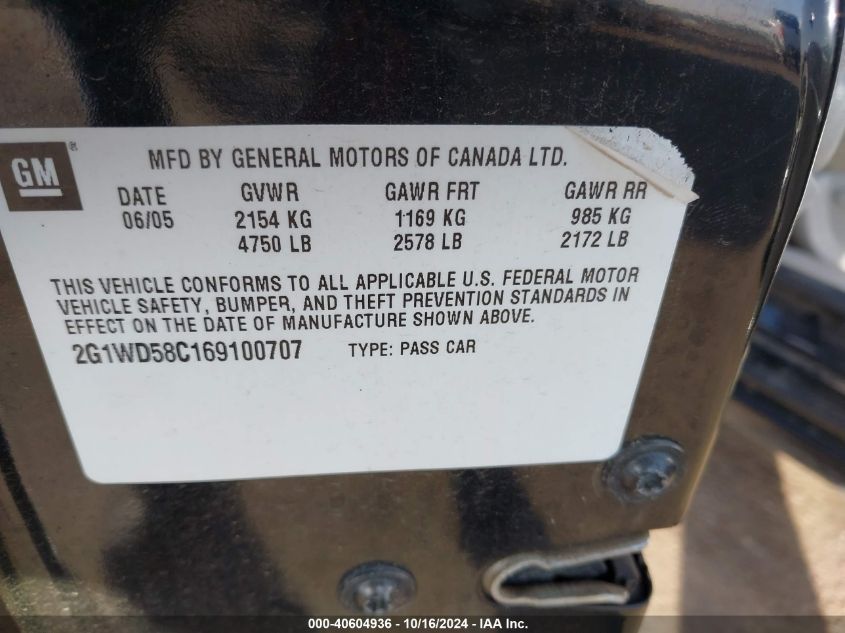 GM®
MFD BY GENERAL MOTORS OF CANADA LTD.
DATE GVWR GAWR FRT GAWR RR
06/05 2154 KG 1169 KG 985 KG
4750 LB 2578 LB 2172 LB
THIS VEHICLE CONFORMS TO ALL APPLICABLE U.S. FEDERAL MOTOR
VEHICLE SAFETY, BUMPER, AND THEFT PREVENTION STANDARDS IN
EFFECT ON THE DATE OF MANUFACTURE SHOWN ABOVE.
2G1WD58C169100707 TYPE: PASS CAR
000-40604936 - 10/16/2024 - IAA Inc.